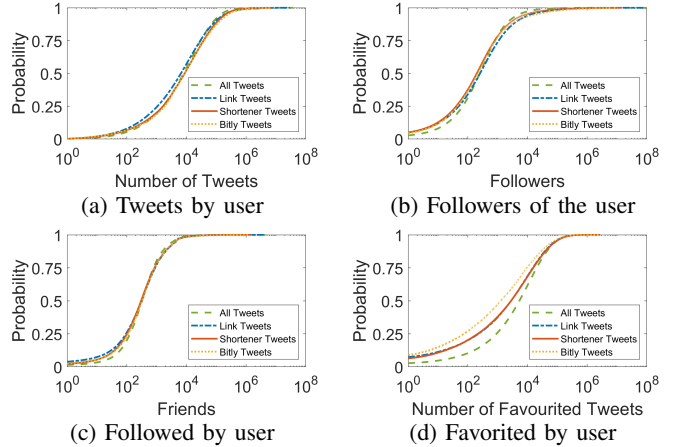 1
0.75
0.5
0.25
0
Probability
All Tweets
Link Tweets
Shortener Tweets
Bitly Tweets
10^0 10^2 10^4 10^6 10^8
Number of Tweets
(a) Tweets by user
1
0.75
0.5
0.25
0
Probability
All Tweets
Link Tweets
Shortener Tweets
Bitly Tweets
10^0 10^2 10^4 10^6 10^8
Followers
(b) Followers of the user
1
0.75
0.5
0.25
0
Probability
All Tweets
Link Tweets
Shortener Tweets
Bitly Tweets
10^0 10^2 10^4 10^6 10^8
Friends
(c) Followed by user
1
0.75
0.5
0.25
0
Probability
All Tweets
Link Tweets
Shortener Tweets
Bitly Tweets
10^0 10^2 10^4 10^6 10^8
Number of Favourited Tweets
(d) Favorited by user